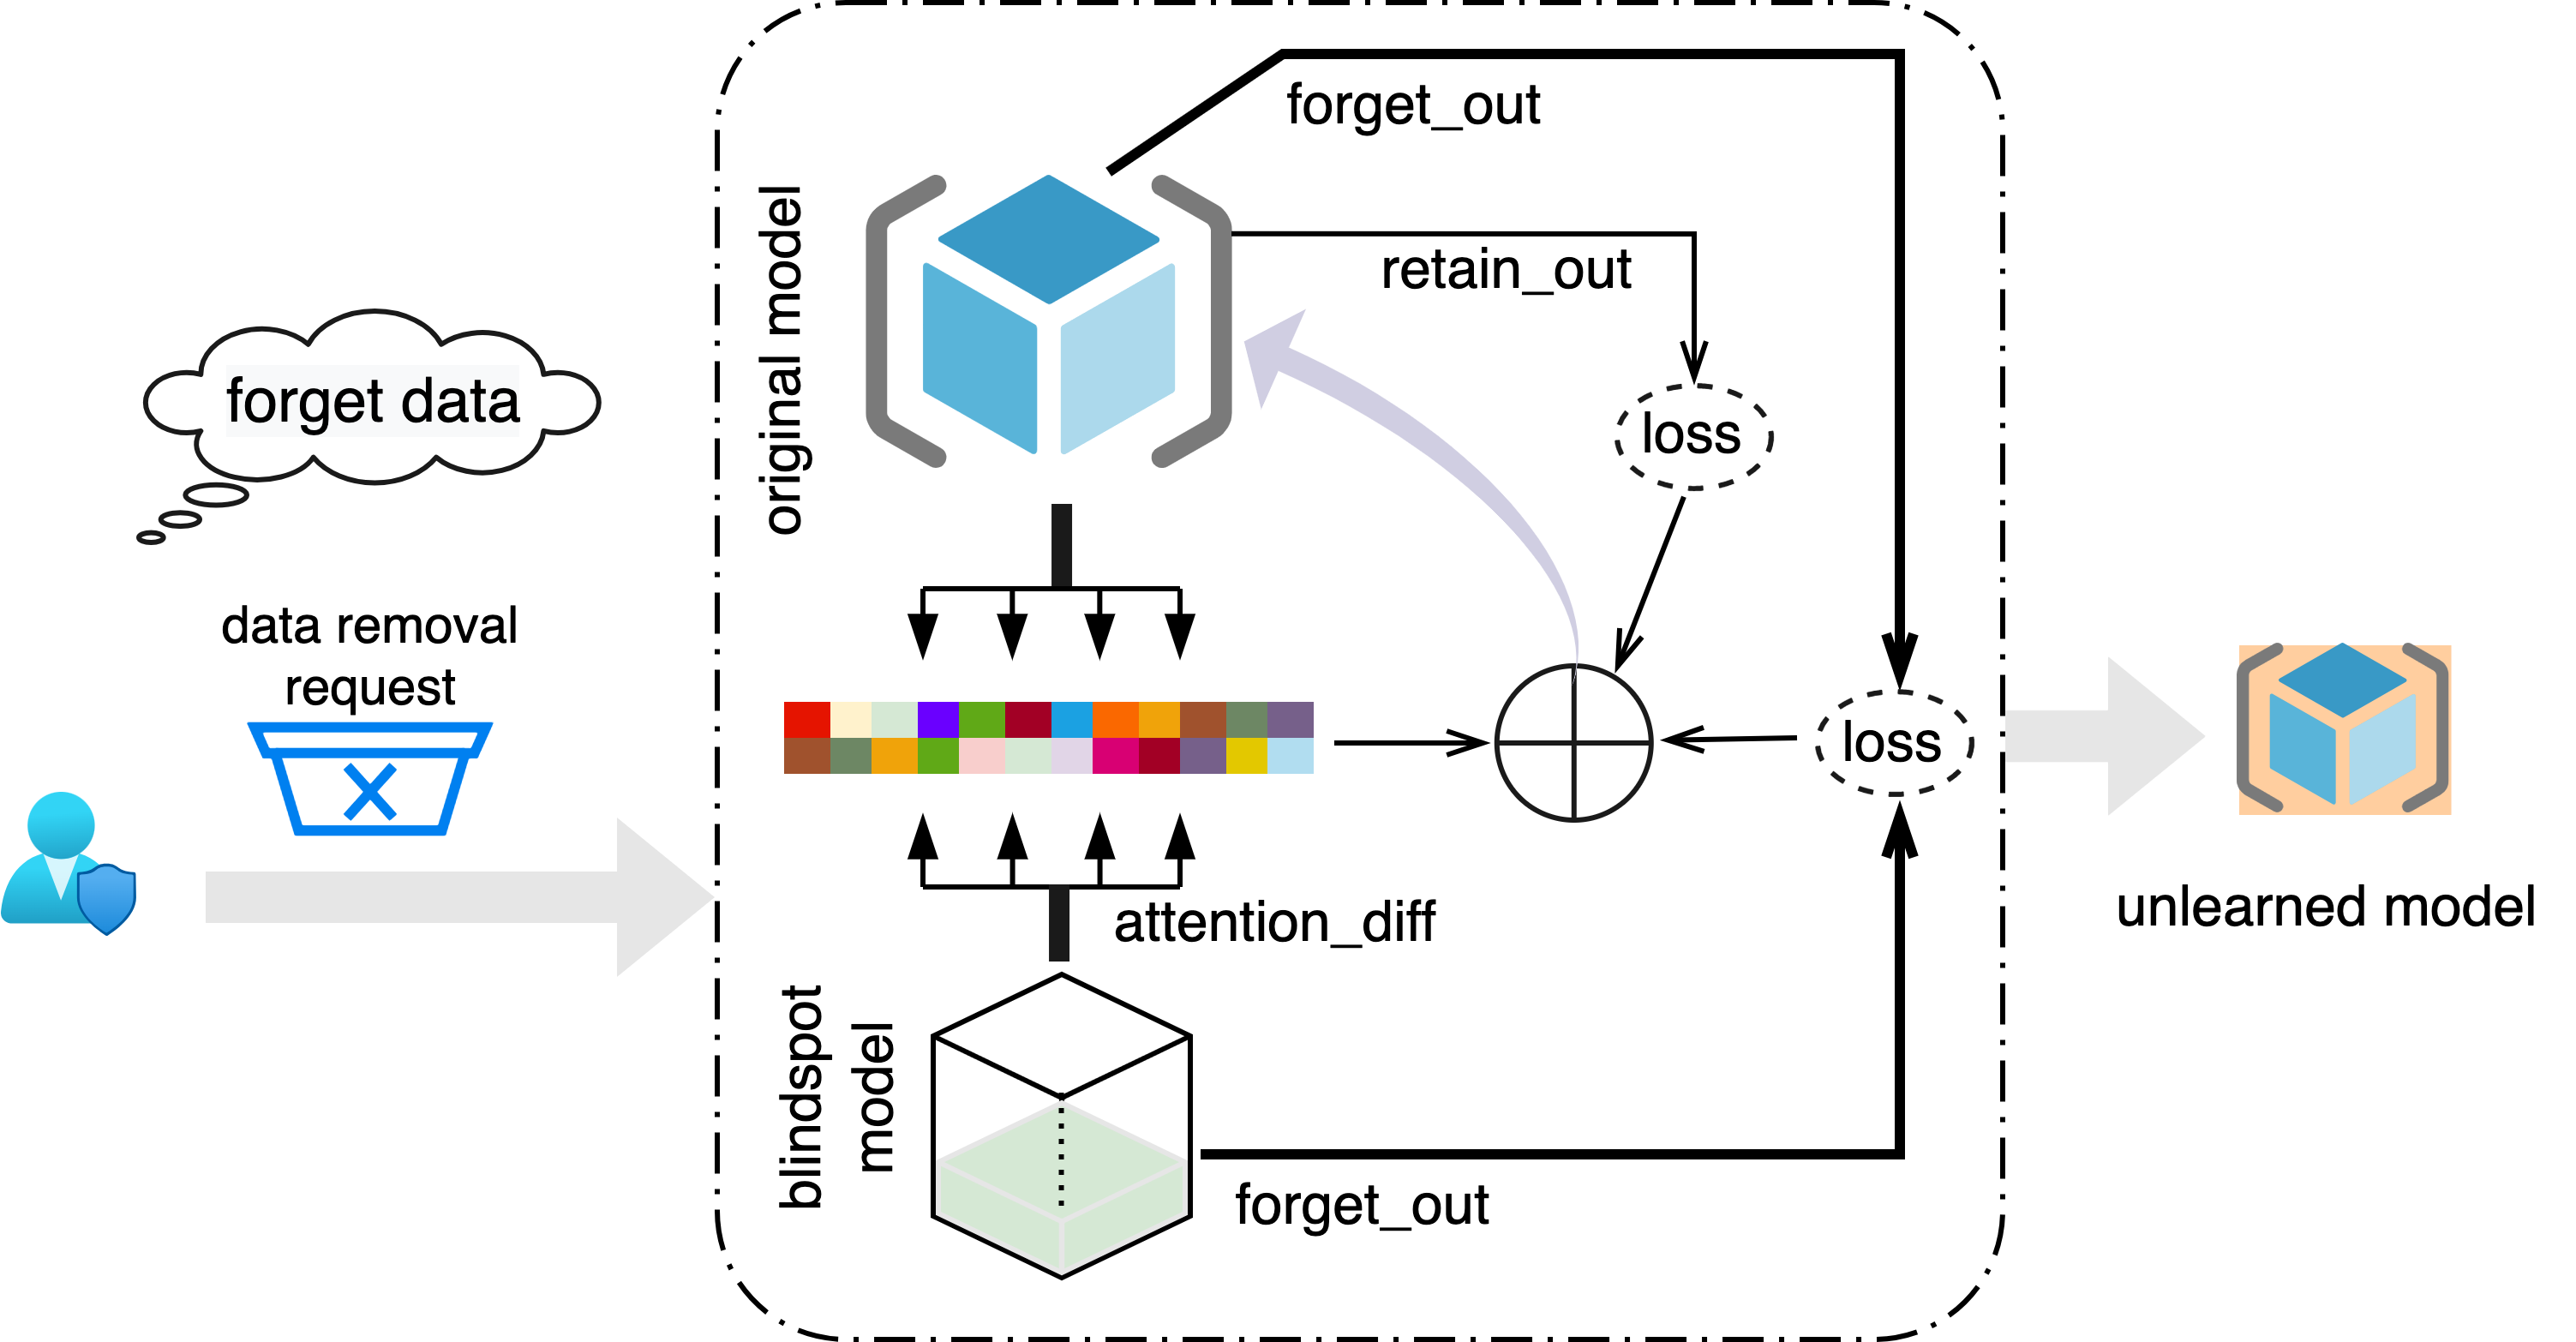 forget data
data removal
request
original model
forget_out
retain_out
loss
loss
attention_diff
blindspot
model
forget_out
unlearned model